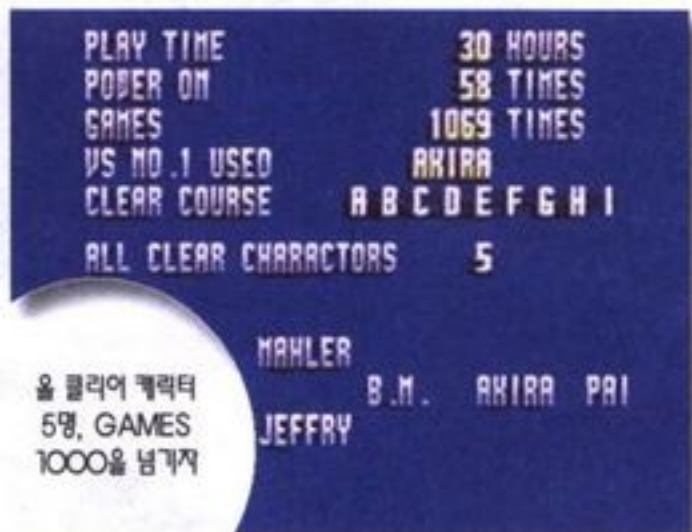 PLAY TIME 30 HOURS
POWER ON 58 TIMES
GAMES 1069 TIMES
VS NO.1 USED AKIRA
CLEAR COURSE A B C D E F G H I
ALL CLEAR CHARACTORS 5
MAHLER
B.M. AKIRA PAI
JEFFRY
올 클리어 캐릭터
5명, GAMES
1000을 넘기자